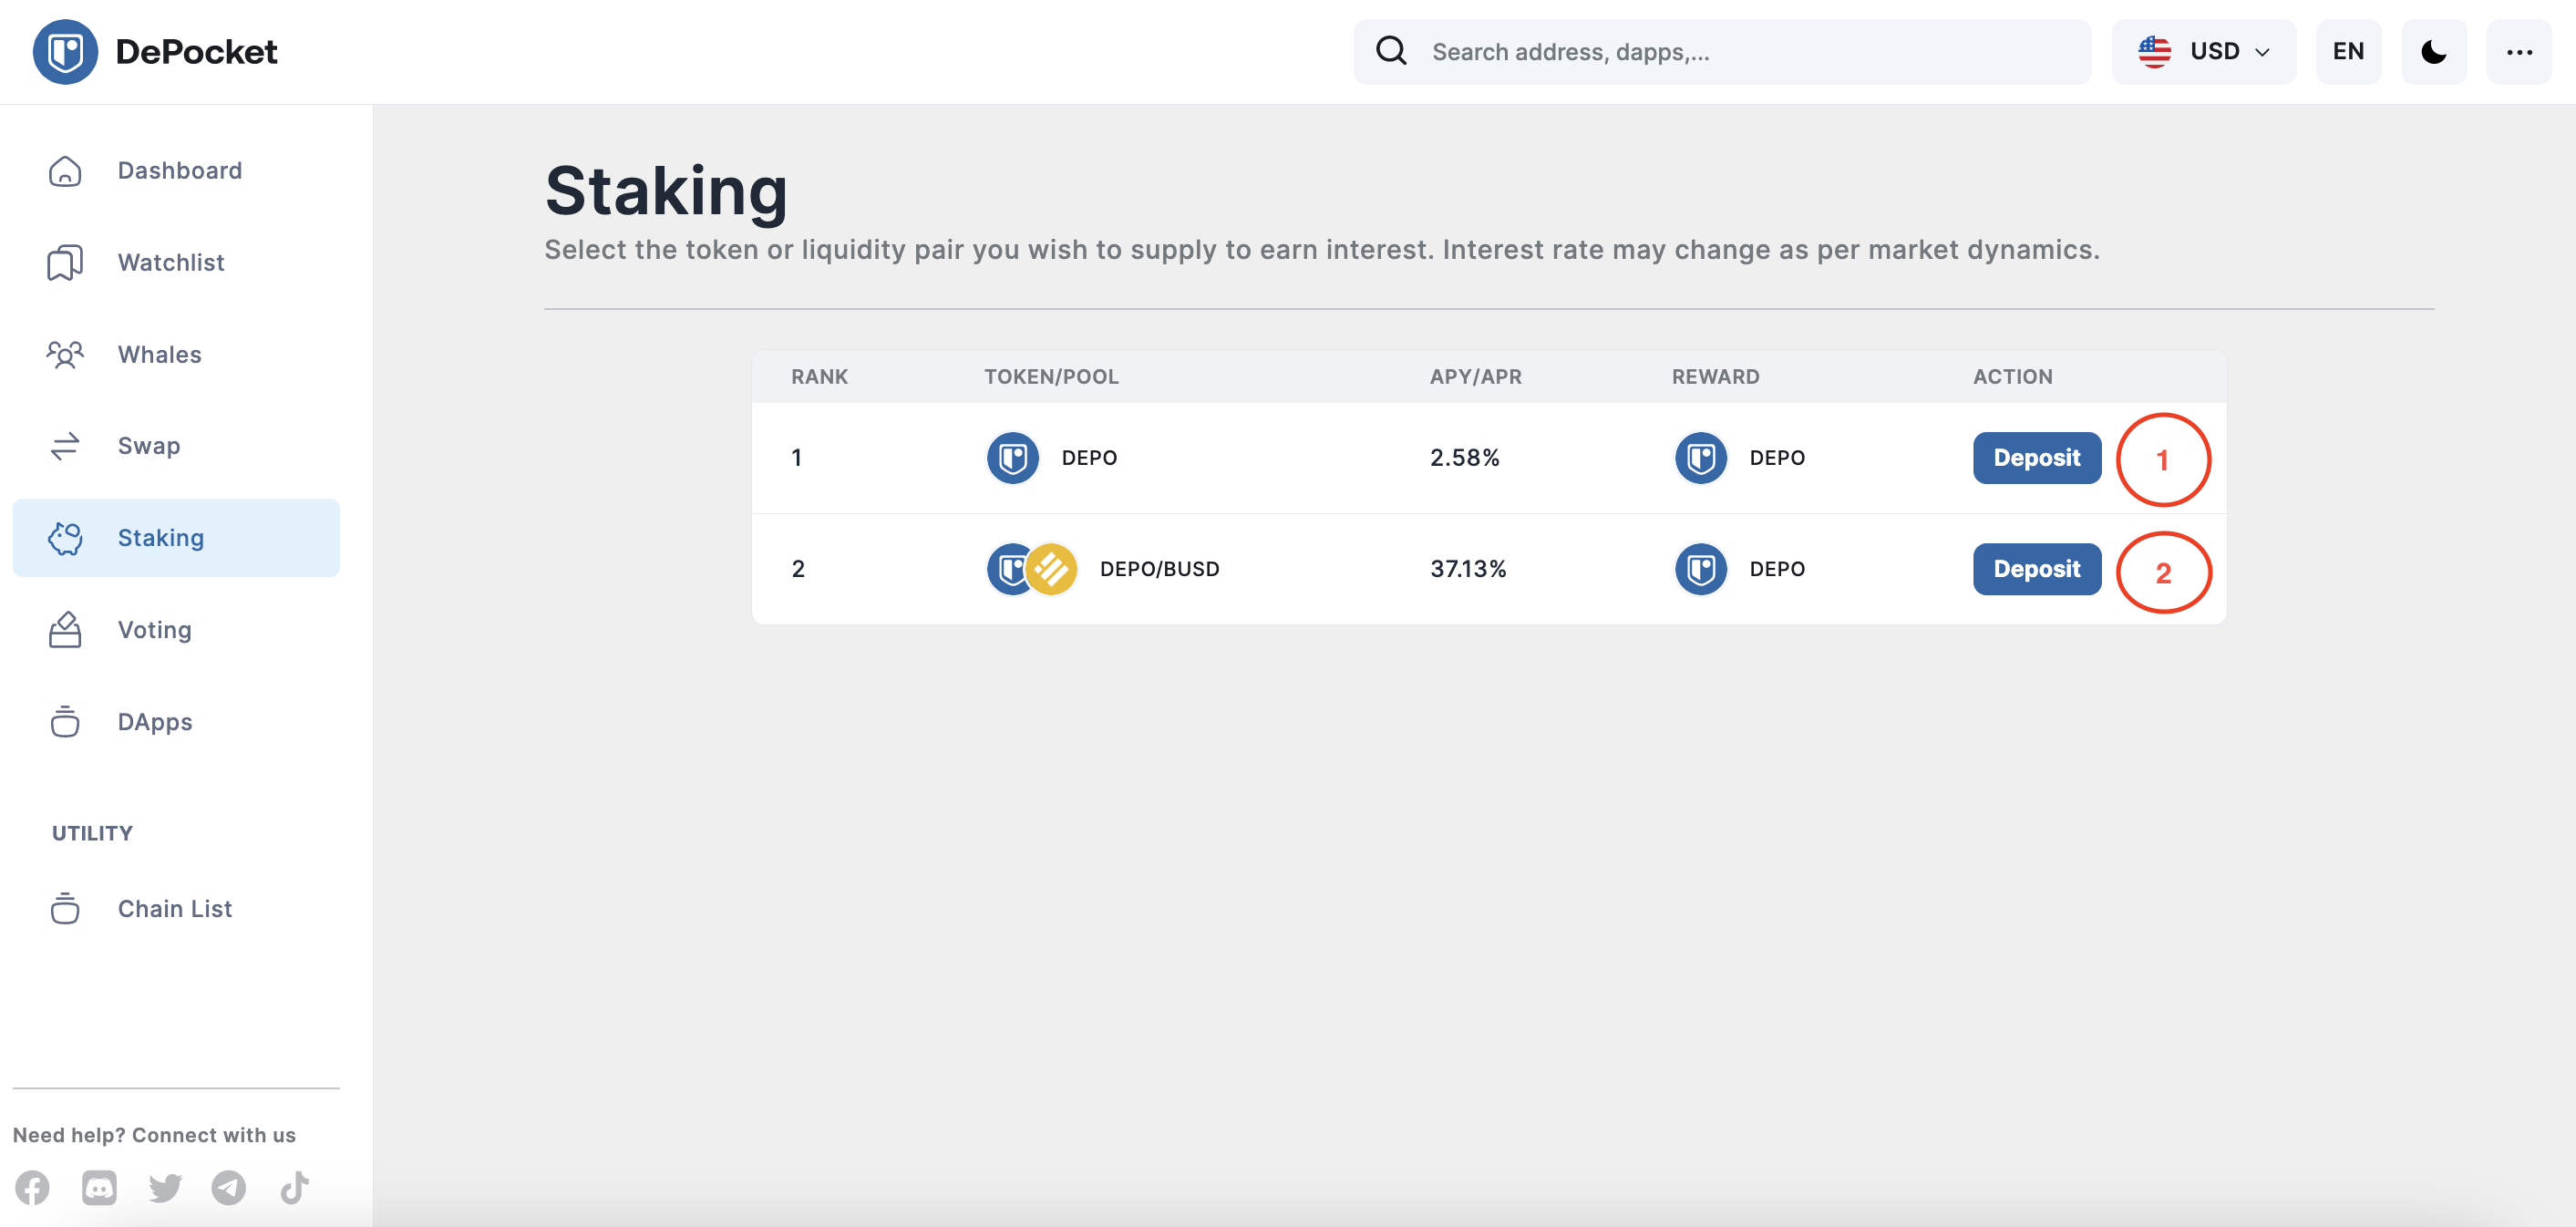 DePocket
Search address, dapps,...
USD
EN
Dashboard
Watchlist
Whales
Swap
Staking
Voting
DApps
UTILITY
Chain List
Need help? Connect with us
Staking
Select the token or liquidity pair you wish to supply to earn interest. Interest rate may change as per market dynamics.
RANK TOKEN/POOL APY/APR REWARD ACTION
1 DEPO 2.58% DEPO Deposit 1
2 DEPO/BUSD 37.13% DEPO Deposit 2